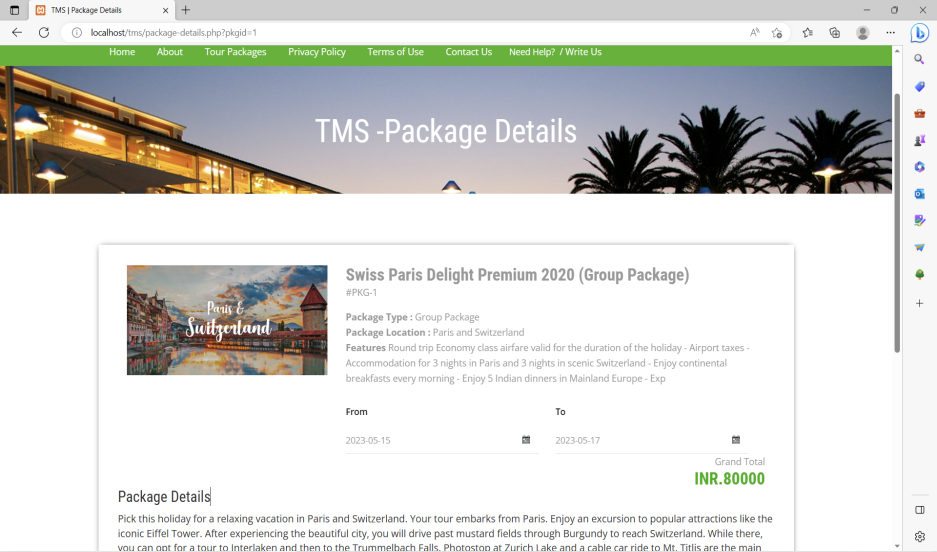 TMS | Package Details
localhost/tms/package-details.php?pkgid=1
Home About Tour Packages Privacy Policy Terms of Use Contact Us Need Help? / Write Us
TMS -Package Details
Paris &
Switzerland
Swiss Paris Delight Premium 2020 (Group Package)
#PKG-1
Package Type : Group Package
Package Location : Paris and Switzerland
Features Round trip Economy class airfare valid for the duration of the holiday - Airport taxes -
Accommodation for 3 nights in Paris and 3 nights in scenic Switzerland - Enjoy continental
breakfasts every morning - Enjoy 5 Indian dinners in Mainland Europe - Exp
From To
2023-05-15 2023-05-17
Grand Total
INR.80000
Package Details
Pick this holiday for a relaxing vacation in Paris and Switzerland. Your tour embarks from Paris. Enjoy an excursion to popular attractions like the
iconic Eiffel Tower. After experiencing the beautiful city, you will drive past mustard fields through Burgundy to reach Switzerland. While there,
you can opt for a tour to Interlaken and then to the Trummelbach Falls. Photostop at Zurich Lake and a cable car ride to Mt. Titlis are the main